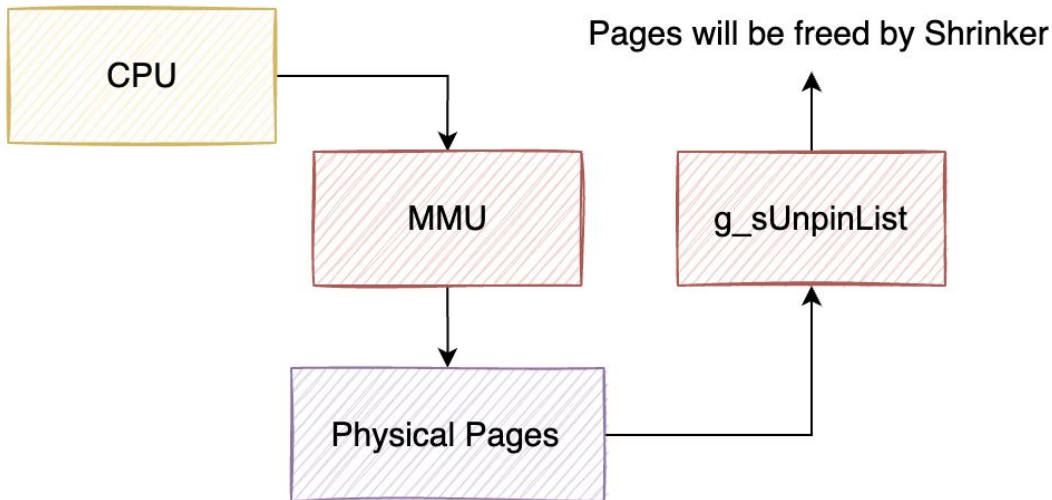 Pages will be freed by Shrinker
CPU
MMU
g_sUnpinList
Physical Pages